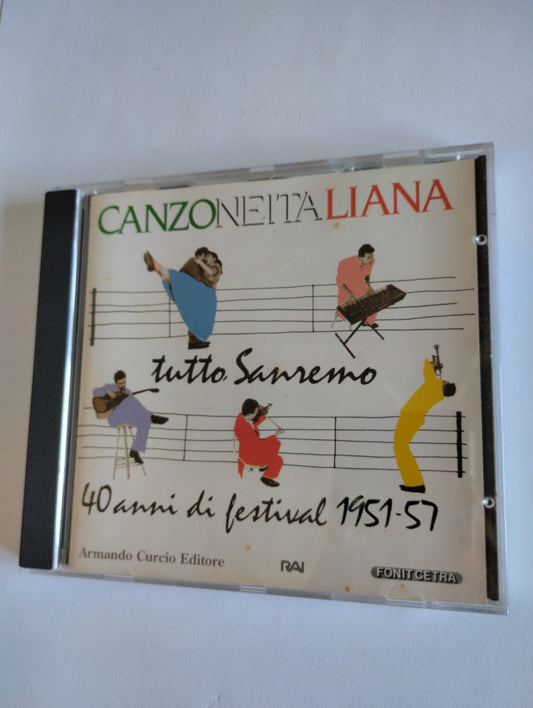 CANZONEITALIANA
tutto Sanremo
40 anni di festival 1951-57
Armando Curcio Editore
RAI
FONIT CETRA